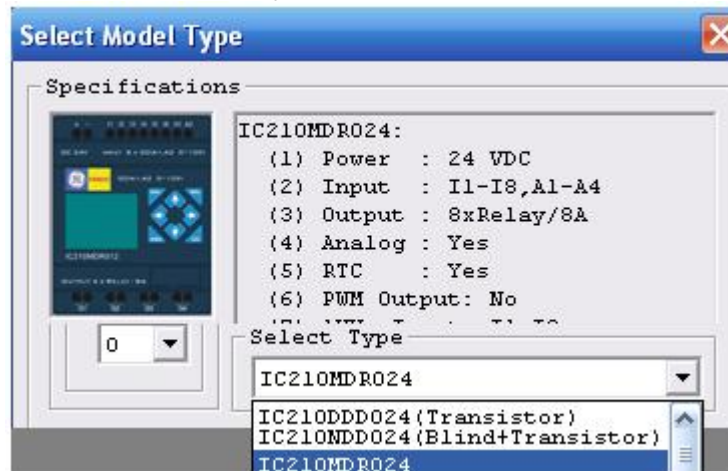 Select Model Type
Specifications
IC210MDR024:
(1) Power : 24 VDC
(2) Input : I1-I8,A1-A4
(3) Output : 8xRelay/8A
(4) Analog : Yes
(5) RTC : Yes
(6) PWM Output: No
0
Select Type
IC210MDR024
IC210DDD024(Transistor)
IC210NDD024(Blind+Transistor)
IC210MDR024